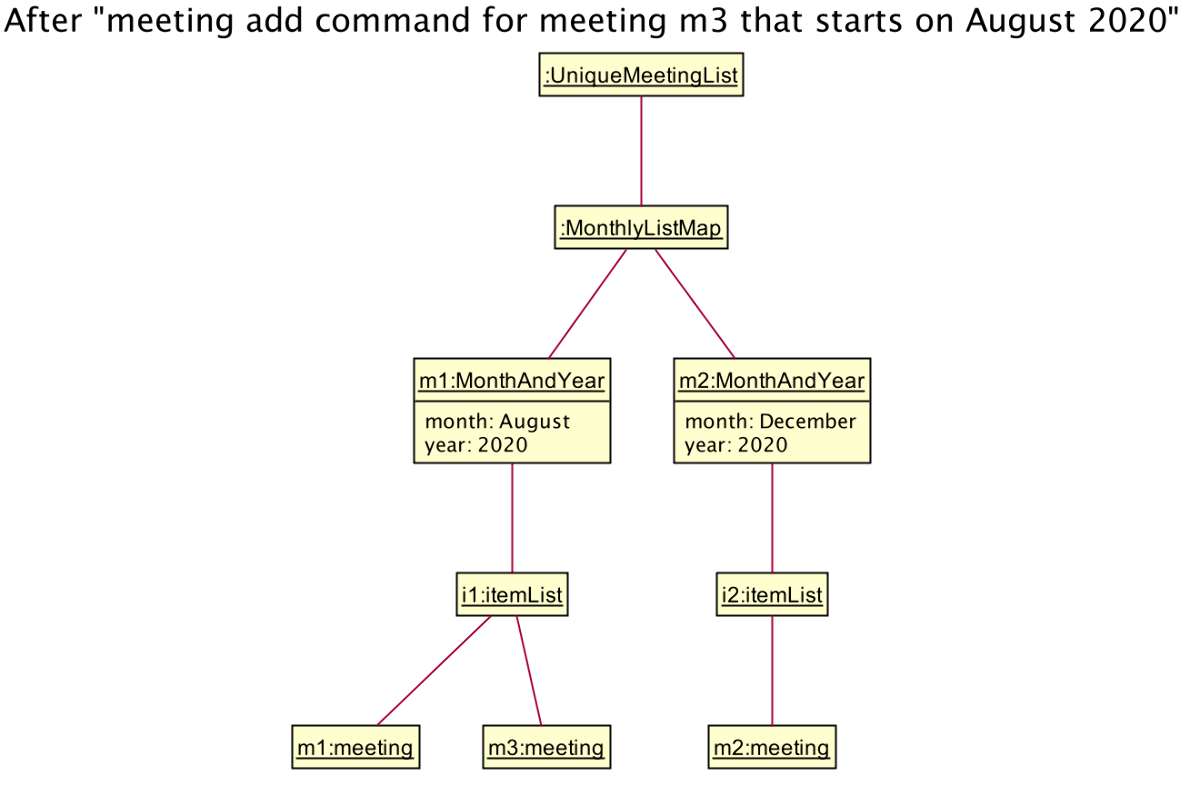 After "meeting add command for meeting m3 that starts on August 2020"
:UniqueMeetingList
:MonthlyListMap
m1:MonthAndYear
month: August
year: 2020
m2:MonthAndYear
month: December
year: 2020
i1:itemList
i2:itemList
m1:meeting
m3:meeting
m2:meeting